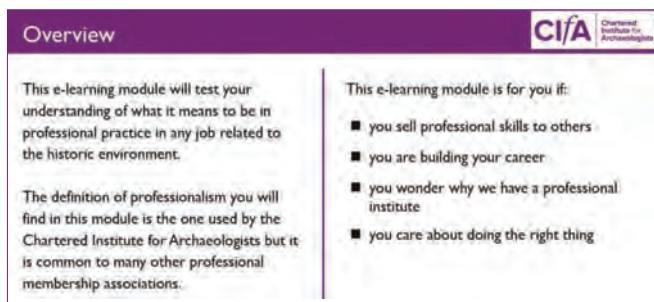 Overview
CIfA
Chartered
Institute for
Archaeologists
This e-learning module will test your
understanding of what it means to be in
professional practice in any job related to
the historic environment.
The definition of professionalism you will
find in this module is the one used by the
Chartered Institute for Archaeologists but it
is common to many other professional
membership associations.
This e-learning module is for you if:
■ you sell professional skills to others
■ you are building your career
■ you wonder why we have a professional
institute
■ you care about doing the right thing